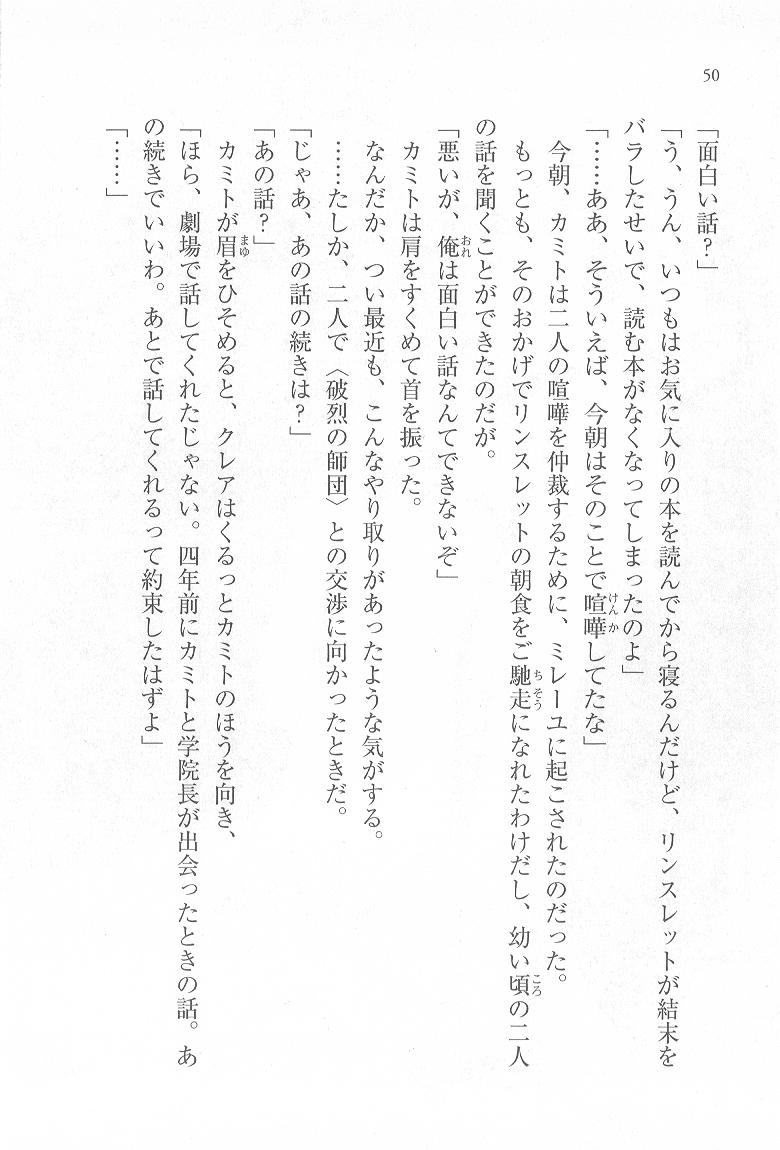 50
「面白い話？」
「う、うん、いつもはお気に入りの本を読んでから寝るんだけど、リンスレットが結末を
バラしたせいで、読む本がなくなってしまったのよ」
「……ああ、そういえば、今朝はそのことで喧嘩してたな」
今朝、カミトは二人の喧嘩を仲裁するために、ミレーユに起こされたのだった。
もっとも、そのおかげでリンスレットの朝食をご馳走になれたわけだし、幼い頃の二人
の話を聞くことができたのだが。
「悪いが、俺は面白い話なんてできないぞ」
カミトは肩をすくめて首を振った。
なんだか、つい最近も、こんなやり取りがあったような気がする。
……たしか、二人で〈破烈の師団〉との交渉に向かったときだ。
「じゃあ、あの話の続きは？」
「あの話？」
カミトが眉をひそめると、クレアはくるっとカミトのほうを向き、
「ほら、劇場で話してくれたじゃない。四年前にカミトと学院長が出会ったときの話。あ
の続きでいいわ。あとで話してくれるって約束したはずよ」
「……」